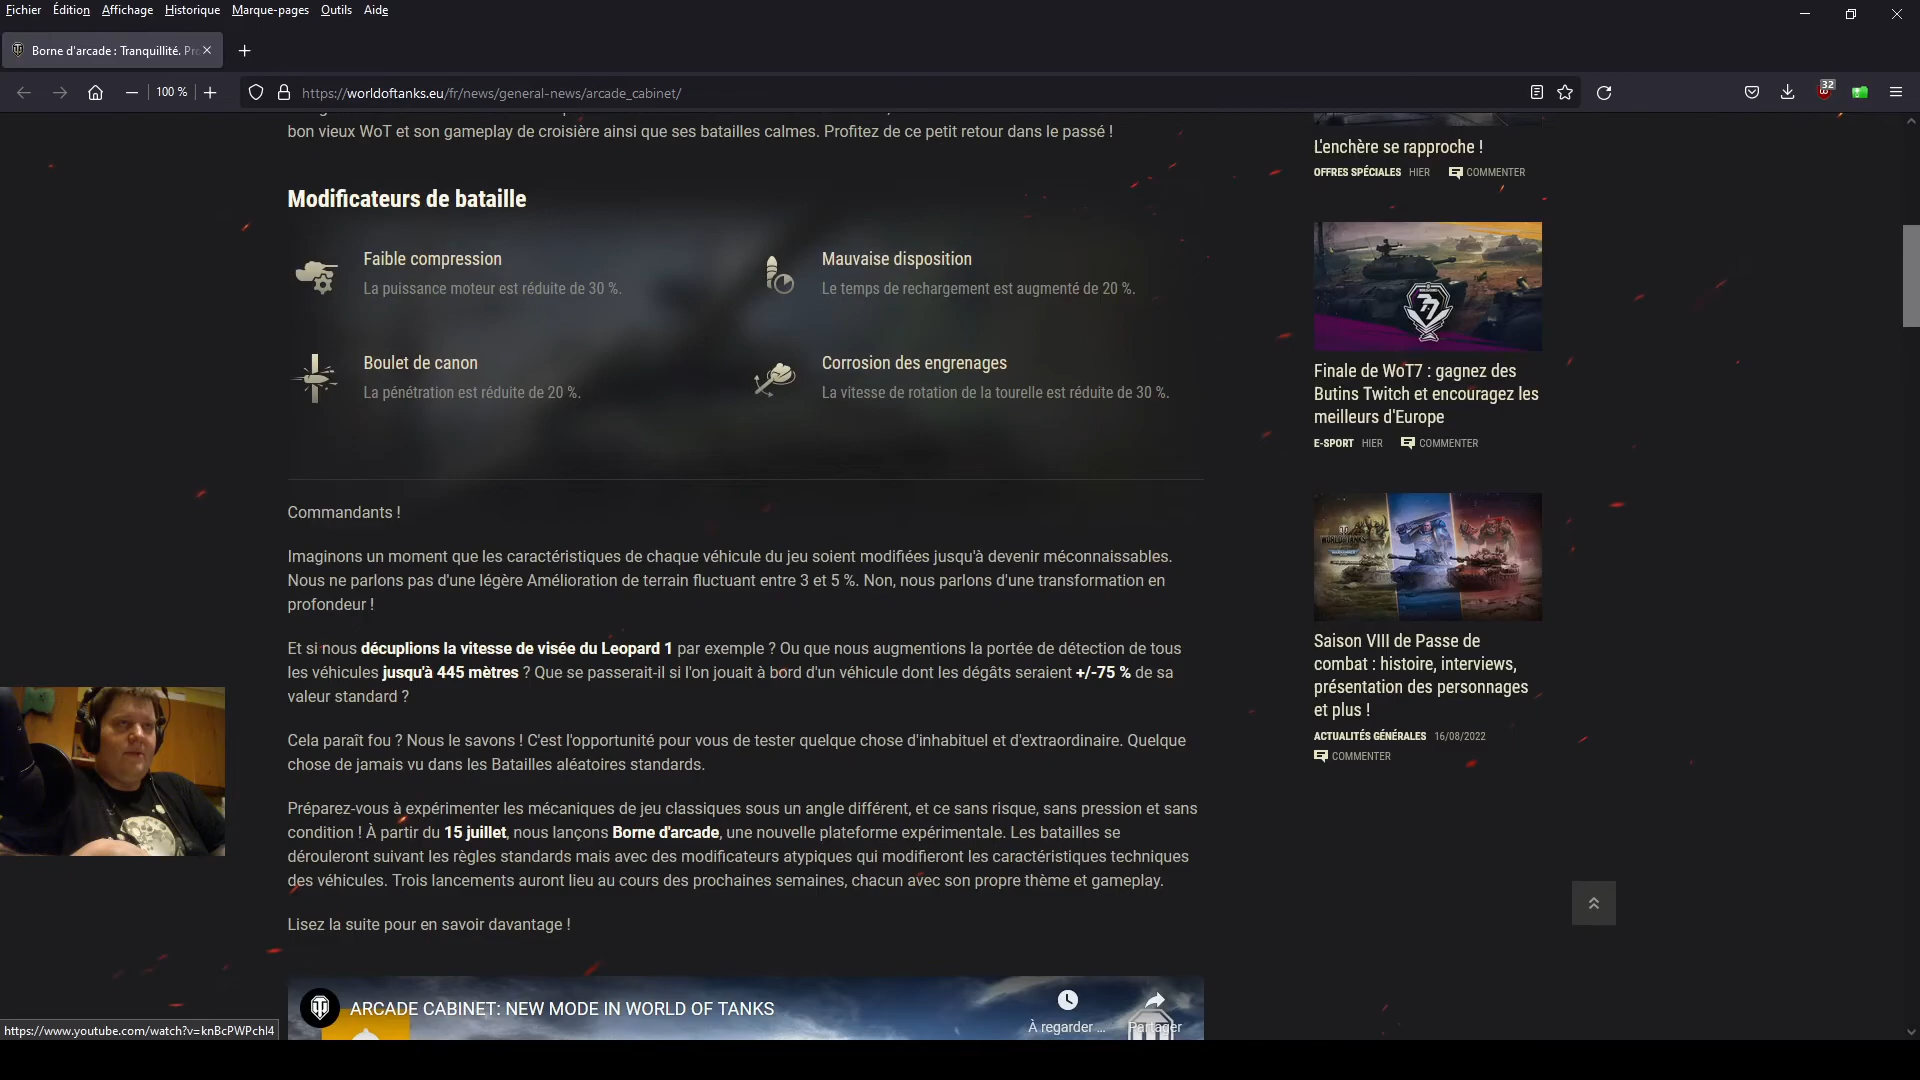 Fichier Édition Affichage Historique Marque-pages Outils Aide
Borne d'arcade : Tranquillité. Pr
100 %
https://worldoftanks.eu/fr/news/general-news/arcade_cabinet/
32
bon vieux WoT et son gameplay de croisière ainsi que ses batailles calmes. Profitez de ce petit retour dans le passé !
Modificateurs de bataille
Faible compression
La puissance moteur est réduite de 30 %.
Mauvaise disposition
Le temps de rechargement est augmenté de 20 %.
Boulet de canon
La pénétration est réduite de 20 %.
Corrosion des engrenages
La vitesse de rotation de la tourelle est réduite de 30 %.
Commandants !
Imaginons un moment que les caractéristiques de chaque véhicule du jeu soient modifiées jusqu'à devenir méconnaissables.
Nous ne parlons pas d'une légère Amélioration de terrain fluctuant entre 3 et 5 %. Non, nous parlons d'une transformation en
profondeur !
Et si nous décuplions la vitesse de visée du Leopard 1 par exemple ? Ou que nous augmentions la portée de détection de tous
les véhicules jusqu'à 445 mètres ? Que se passerait-il si l'on jouait à bord d'un véhicule dont les dégâts seraient +/-75 % de sa
valeur standard ?
Cela paraît fou ? Nous le savons ! C'est l'opportunité pour vous de tester quelque chose d'inhabituel et d'extraordinaire. Quelque
chose de jamais vu dans les Batailles aléatoires standards.
Préparez-vous à expérimenter les mécaniques de jeu classiques sous un angle différent, et ce sans risque, sans pression et sans
condition ! À partir du 15 juillet, nous lançons Borne d'arcade, une nouvelle plateforme expérimentale. Les batailles se
dérouleront suivant les règles standards mais avec des modificateurs atypiques qui modifieront les caractéristiques techniques
des véhicules. Trois lancements auront lieu au cours des prochaines semaines, chacun avec son propre thème et gameplay.
Lisez la suite pour en savoir davantage !
ARCADE CABINET: NEW MODE IN WORLD OF TANKS
À regarder ...
Partager
https://www.youtube.com/watch?v=knBcPWPchl4
L'enchère se rapproche !
OFFRES SPÉCIALES HIER COMMENTER
77
Finale de WoT7 : gagnez des
Butins Twitch et encouragez les
meilleurs d'Europe
E-SPORT HIER COMMENTER
Saison VIII de Passe de
combat : histoire, interviews,
présentation des personnages
et plus !
ACTUALITÉS GÉNÉRALES 16/08/2022
COMMENTER